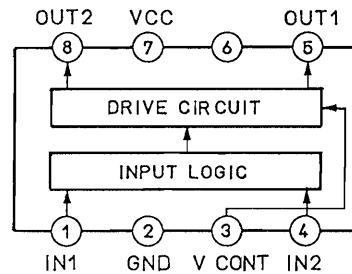 OUT2 VCC OUT1
8 7 6 5
DRIVE CIRCUIT
INPUT LOGIC
1 2 3 4
IN1 GND V CONT IN2